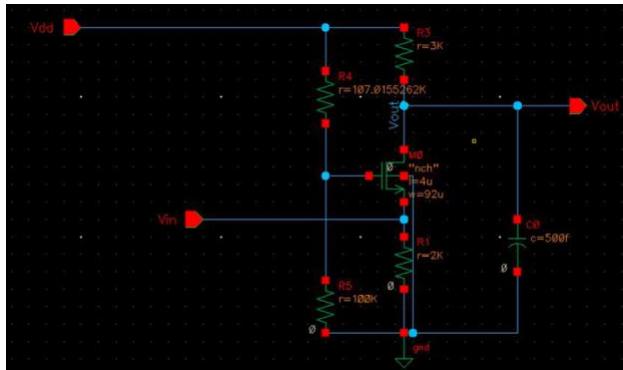 Vdd
R3
r=3K
R4
r=107.0155262K
Vout
Vout
M0
0
"nch"
l=4u
w=92u
Vin
C0
c=500f
0
R1
r=2K
0
R5
r=100K
0
gnd